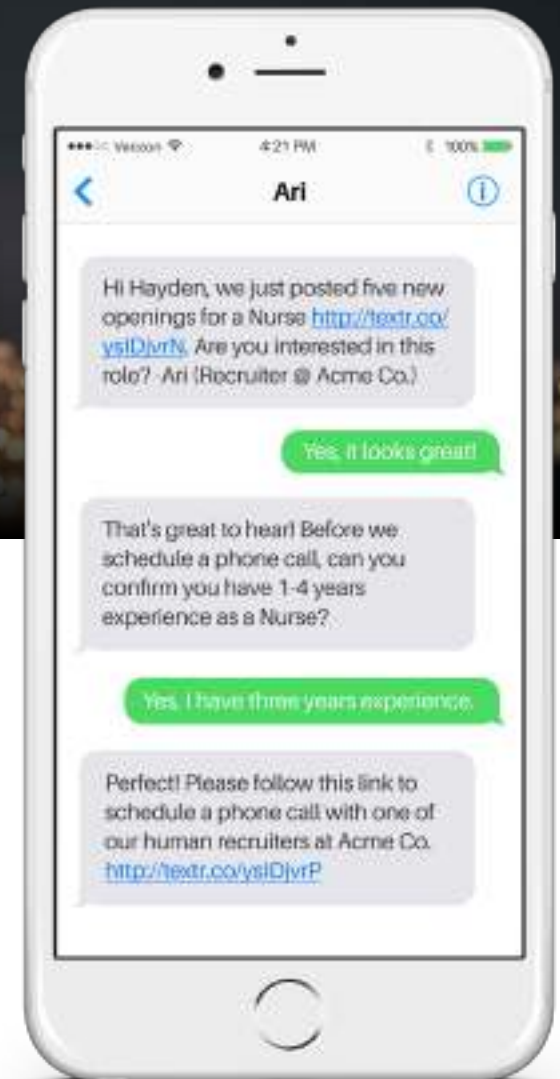 Verizon 4:21 PM 100%
Ari
Hi Hayden, we just posted five new
openings for a Nurse http://textr.co/
ysIDjvrN. Are you interested in this
role? -Ari (Recruiter @ Acme Co.)
Yes, it looks great!
That's great to hear! Before we
schedule a phone call, can you
confirm you have 1-4 years
experience as a Nurse?
Yes, I have three years experience.
Perfect! Please follow this link to
schedule a phone call with one of
our human recruiters at Acme Co.
http://textr.co/ysIDjvrP